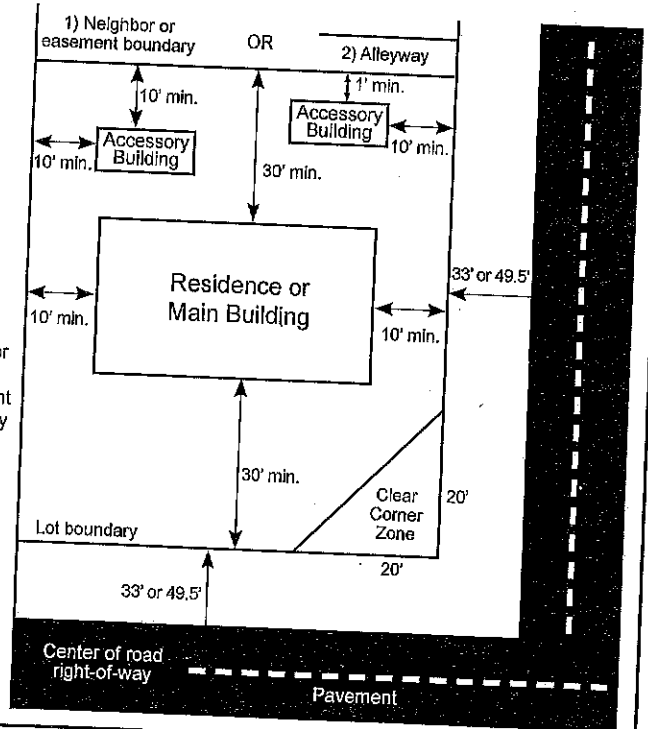 1) Neighbor or
easement boundary
OR
2) Alleyway
10' min.
1' min.
Accessory
Building
Accessory
Building
10' min.
10' min.
30' min.
33' or 49.5'
Residence or
Main Building
10' min.
10' min.
or
nt
y
30' min.
Clear
Corner
Zone
20'
Lot boundary
20'
33' or 49.5'
Center of road
right-of-way
Pavement